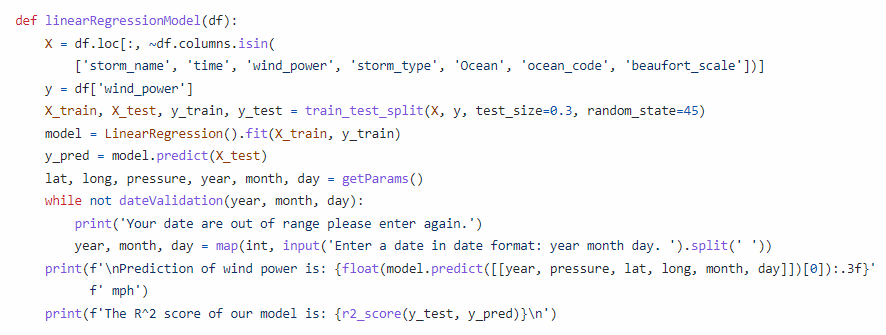 def linearRegressionModel(df):
    X = df.loc[:, ~df.columns.isin(
        ['storm_name', 'time', 'wind_power', 'storm_type', 'Ocean', 'ocean_code', 'beaufort_scale'])]
    y = df['wind_power']
    X_train, X_test, y_train, y_test = train_test_split(X, y, test_size=0.3, random_state=45)
    model = LinearRegression().fit(X_train, y_train)
    y_pred = model.predict(X_test)
    lat, long, pressure, year, month, day = getParams()
    while not dateValidation(year, month, day):
        print('Your date are out of range please enter again.')
        year, month, day = map(int, input('Enter a date in date format: year month day. ').split(' '))
    print(f'\nPrediction of wind power is: {float(model.predict([[year, pressure, lat, long, month, day]])[0]):.3f}'
          f' mph')
    print(f'The R^2 score of our model is: {r2_score(y_test, y_pred)}\n')